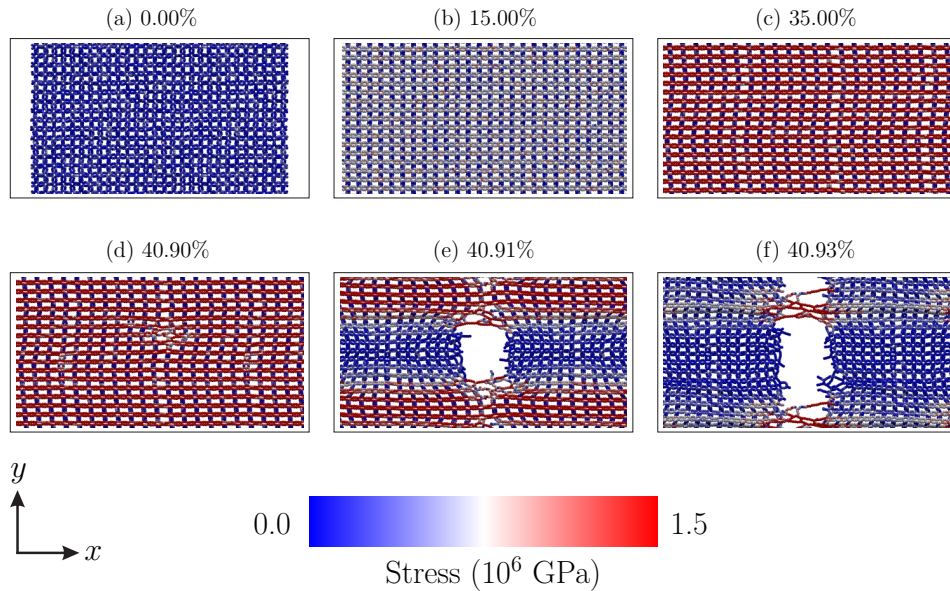 (a) 0.00%
(b) 15.00%
(c) 35.00%
(d) 40.90%
(e) 40.91%
(f) 40.93%
y
x
0.0
1.5
Stress (10⁶ GPa)